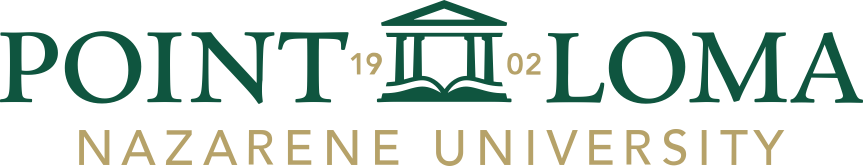 POINT 19 02 LOMA
NAZARENE UNIVERSITY